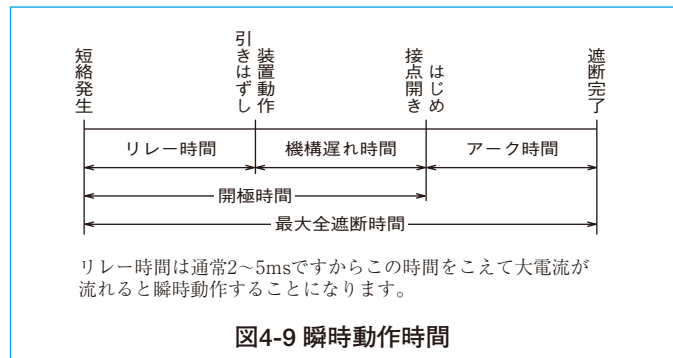 短絡発生
引きはずし
装置動作
接点開き
はじめ
遮断完了
リレー時間
機構遅れ時間
アーク時間
開極時間
最大全遮断時間
リレー時間は通常2〜5msですからこの時間をこえて大電流が
流れると瞬時動作することになります。
図4-9 瞬時動作時間